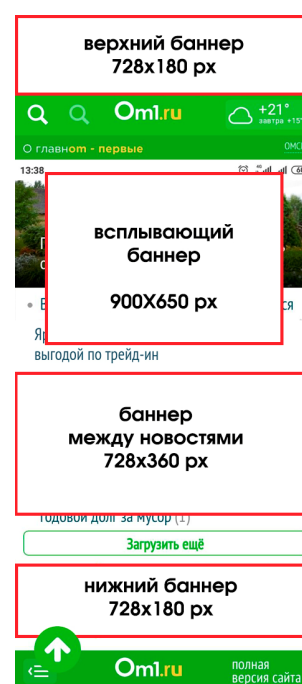 верхний баннер
728x180 px
Om1.ru
+21°
завтра +15°
О главном - первые
ОМСК
13:38
всплывающий
баннер
900X650 px
выгодой по трейд-ин
баннер
между новостями
728x360 px
годовой долг за мусор (1)
Загрузить ещё
нижний баннер
728x180 px
Om1.ru
полная
версия сайта